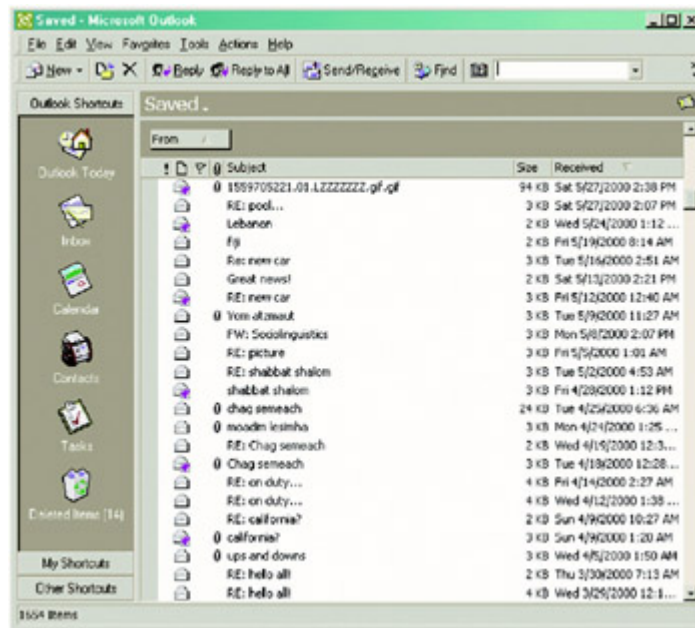 Saved - Microsoft Outlook
File Edit View Favorites Tools Actions Help
New Reply Reply to All Send/Receive Find
Outlook Shortcuts
Saved .
From
Outlook Today
Inbox
Calendar
Contacts
Tasks
Deleted Items (14)
My Shortcuts
Other Shortcuts
! Subject Size Received
1559705221.01.LZZZZZZZ.gif.gif 94 KB Sat 5/27/2000 2:38 PM
RE: pool... 3 KB Sat 5/27/2000 2:07 PM
Lebanon 2 KB Wed 5/24/2000 1:12 ...
fiji 2 KB Fri 5/19/2000 8:14 AM
Re: new car 3 KB Tue 5/16/2000 2:51 AM
Great news! 2 KB Sat 5/13/2000 2:21 PM
RE: new car 3 KB Fri 5/12/2000 12:40 AM
Yom atzmaut 3 KB Tue 5/9/2000 11:27 AM
FW: Sociolinguistics 3 KB Mon 5/8/2000 2:07 PM
RE: picture 3 KB Fri 5/5/2000 1:01 AM
RE: shabbat shalom 3 KB Tue 5/2/2000 4:53 AM
shabbat shalom 3 KB Fri 4/28/2000 1:12 PM
chag semeach 24 KB Tue 4/25/2000 6:36 AM
moadim lesimha 3 KB Mon 4/24/2000 1:25 ...
RE: Chag semeach 2 KB Wed 4/19/2000 12:3...
Chag semeach 3 KB Tue 4/18/2000 12:28...
RE: on duty... 4 KB Fri 4/14/2000 2:27 AM
RE: on duty... 4 KB Wed 4/12/2000 1:38 ...
RE: california? 2 KB Sun 4/9/2000 10:27 AM
california? 3 KB Sun 4/9/2000 1:20 AM
ups and downs 3 KB Wed 4/5/2000 1:50 AM
RE: hello all! 2 KB Thu 3/30/2000 7:13 AM
RE: hello all! 4 KB Wed 3/29/2000 12:1...
1654 Items